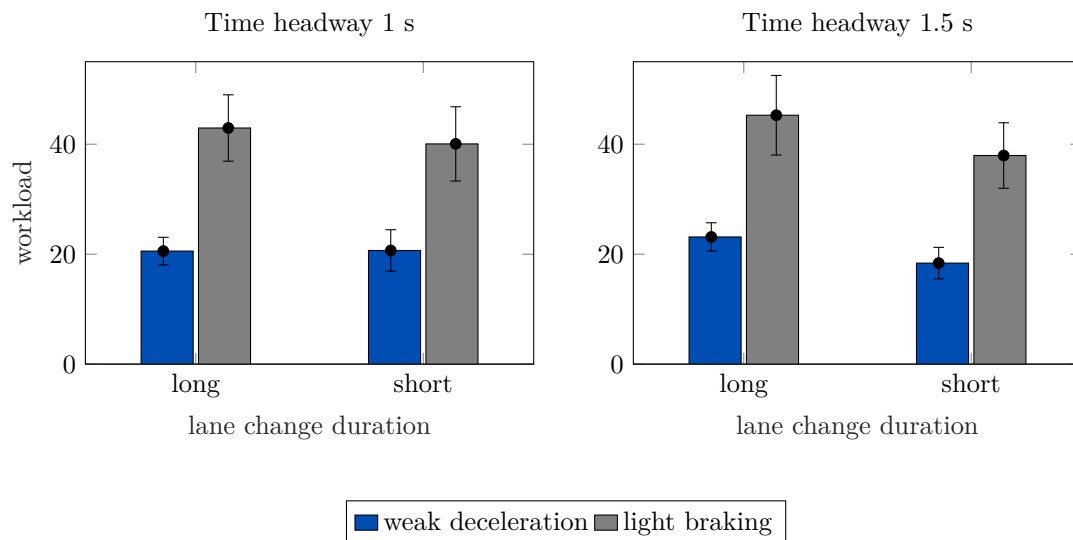 Time headway 1 s
Time headway 1.5 s
workload
40
20
0
long
short
lane change duration
40
20
0
long
short
lane change duration
weak deceleration
light braking